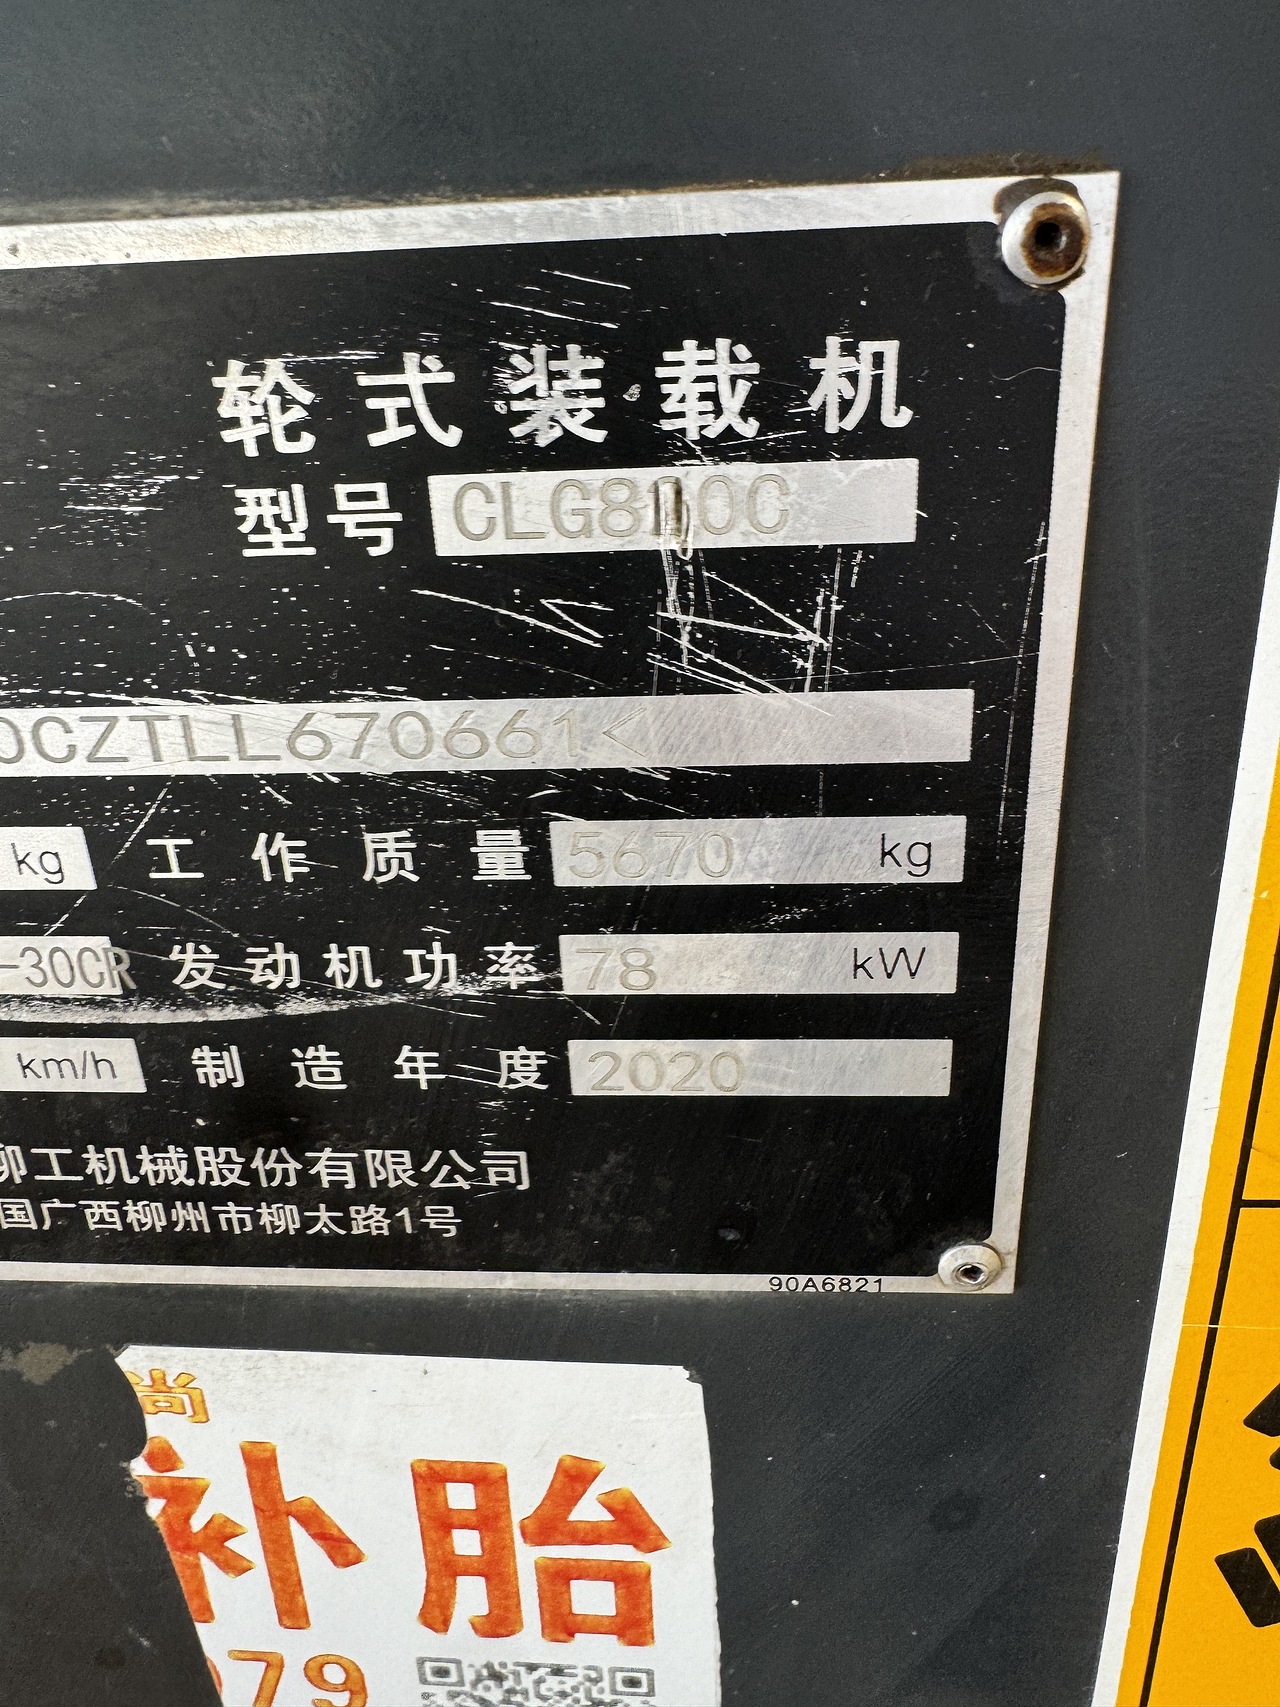 轮式装载机
型号 CLG8
0CZTLL670661<
kg 工作质量 5670 kg
-30CR 发动机功率 78 kW
km/h 制造年度 2020
柳工机械股份有限公司
国广西柳州市柳太路1号
90A6821
尚
补胎
79